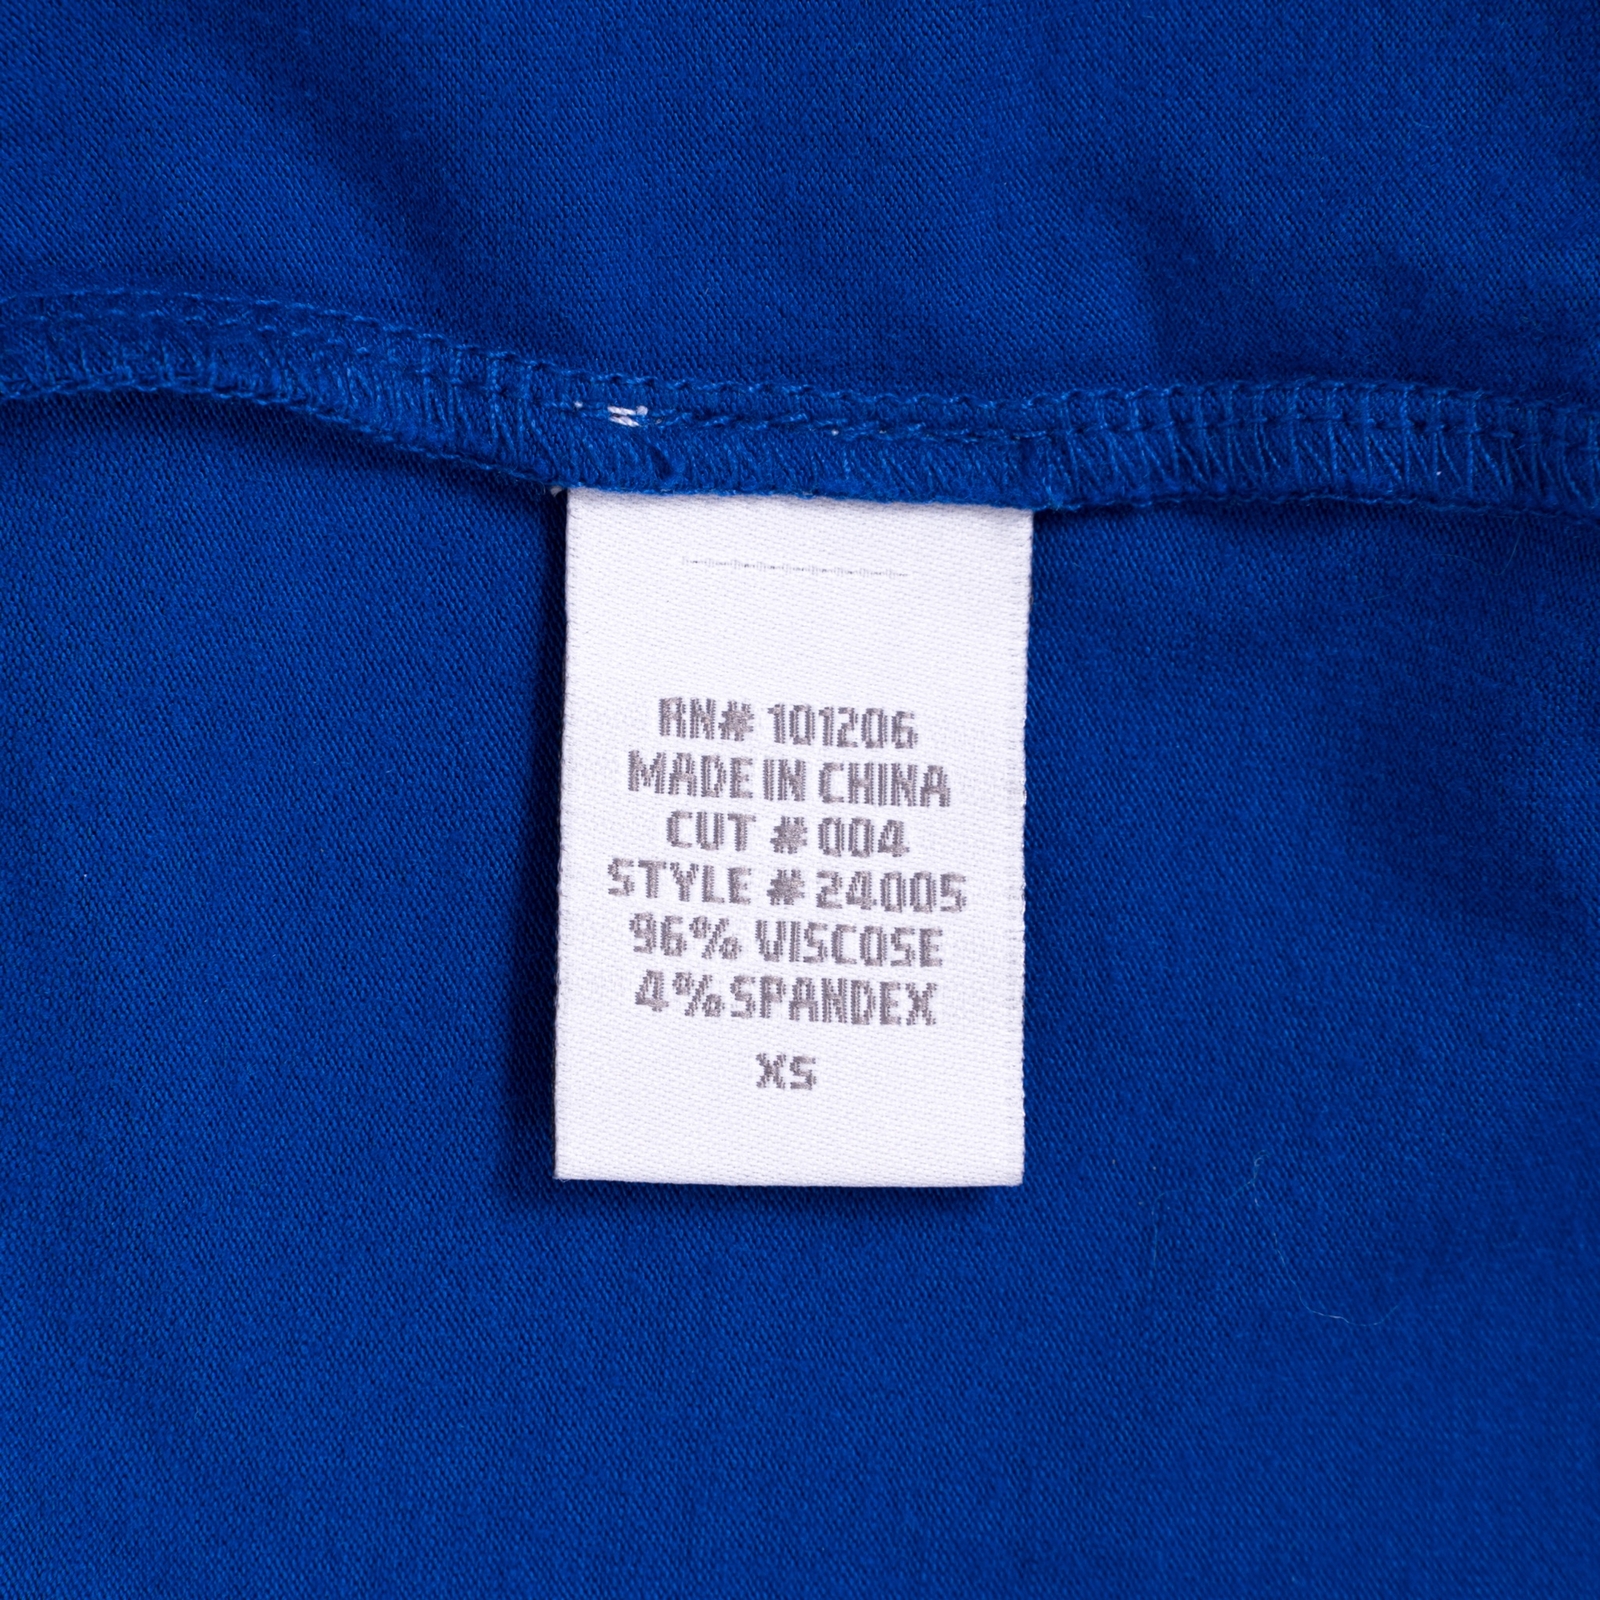 RN# 101206
MADE IN CHINA
CUT # 004
STYLE # 24005
96% VISCOSE
4% SPANDEX
XS